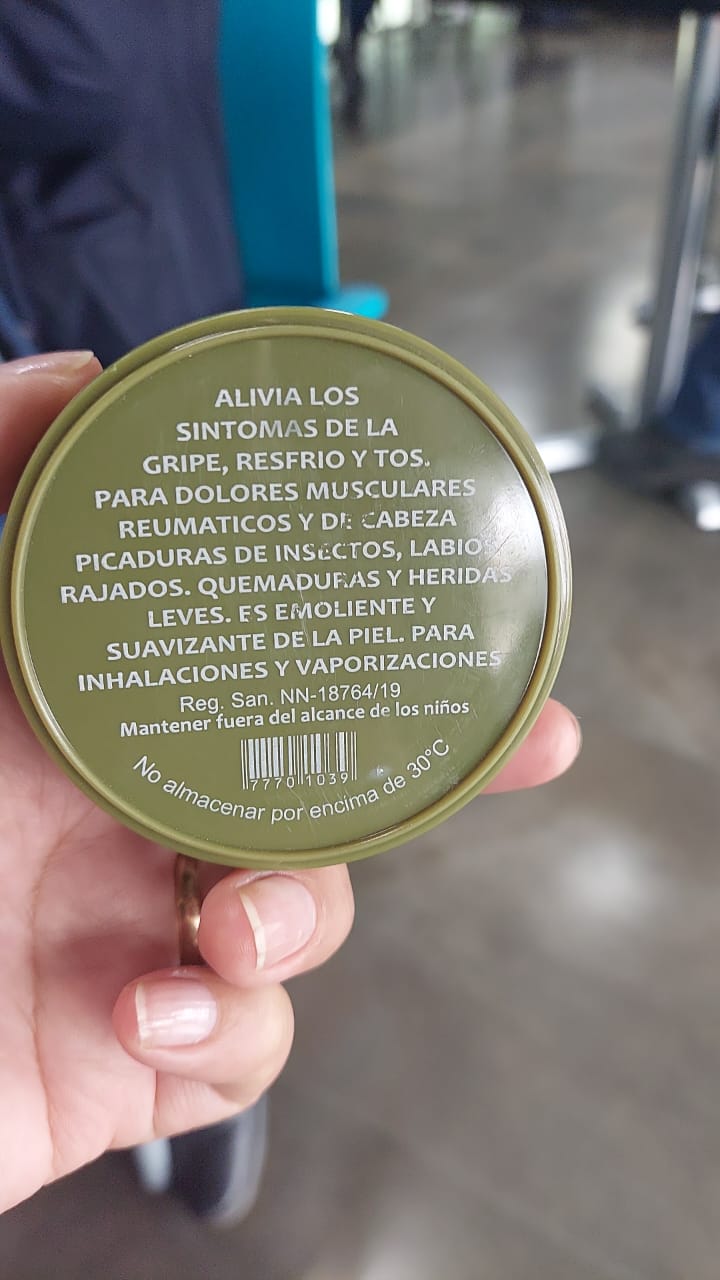 ALIVIA LOS
SINTOMAS DE LA
GRIPE, RESFRIO Y TOS.
PARA DOLORES MUSCULARES
REUMATICOS Y DE CABEZA
PICADURAS DE INSECTOS, LABIOS
RAJADOS. QUEMADURAS Y HERIDAS
LEVES. ES EMOLIENTE Y
SUAVIZANTE DE LA PIEL. PARA
INHALACIONES Y VAPORIZACIONES
Reg. San. NN-18764/19
Mantener fuera del alcance de los niños
7770 1039
No almacenar por encima de 30°C